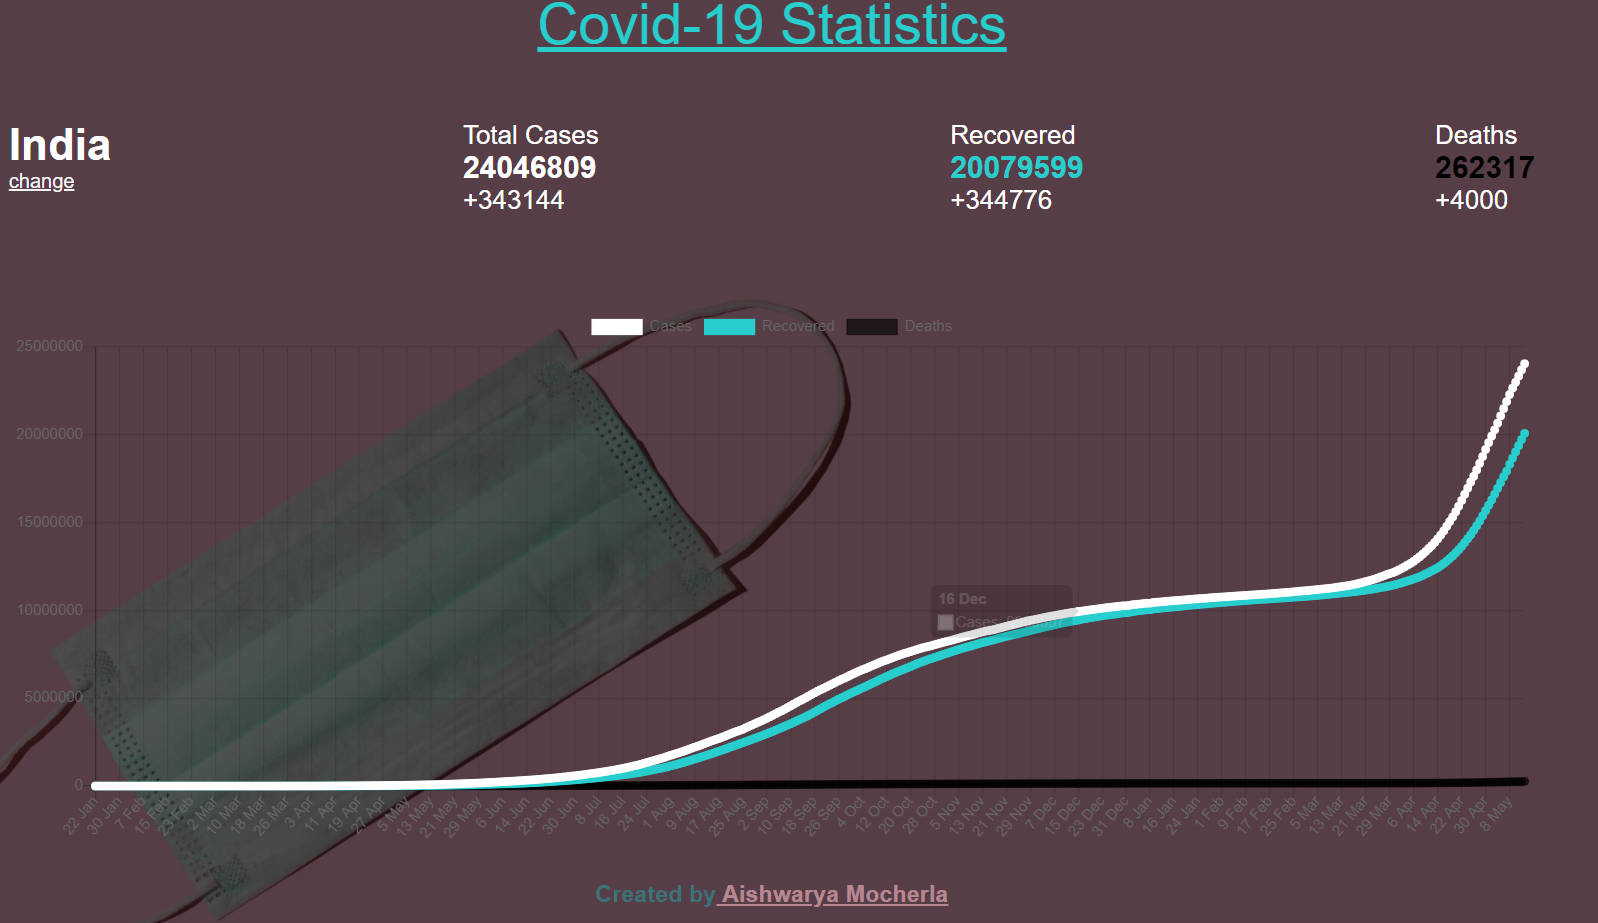 Covid-19 Statistics
India
change
Total Cases
24046809
+343144
Recovered
20079599
+344776
Deaths
262317
+4000
Cases
Recovered
Deaths
25000000
20000000
15000000
10000000
5000000
0
16 Dec
Cases:
22 Jan
30 Jan
7 Feb
15 Feb
23 Feb
2 Mar
10 Mar
18 Mar
26 Mar
3 Apr
11 Apr
19 Apr
27 Apr
5 May
13 May
21 May
29 May
6 Jun
14 Jun
22 Jun
30 Jun
8 Jul
16 Jul
24 Jul
1 Aug
9 Aug
17 Aug
25 Aug
2 Sep
10 Sep
18 Sep
26 Sep
4 Oct
12 Oct
20 Oct
28 Oct
5 Nov
13 Nov
21 Nov
29 Nov
7 Dec
15 Dec
23 Dec
31 Dec
8 Jan
16 Jan
24 Jan
1 Feb
9 Feb
17 Feb
25 Feb
5 Mar
13 Mar
21 Mar
29 Mar
6 Apr
14 Apr
22 Apr
30 Apr
8 May
Created by Aishwarya Mocherla